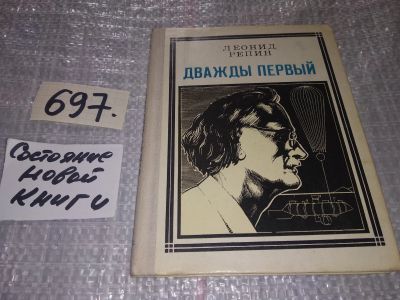 697.
Состояние
новой
книги
ЛЕОНИД
РЕПИН
ДВАЖДЫ ПЕРВЫЙ